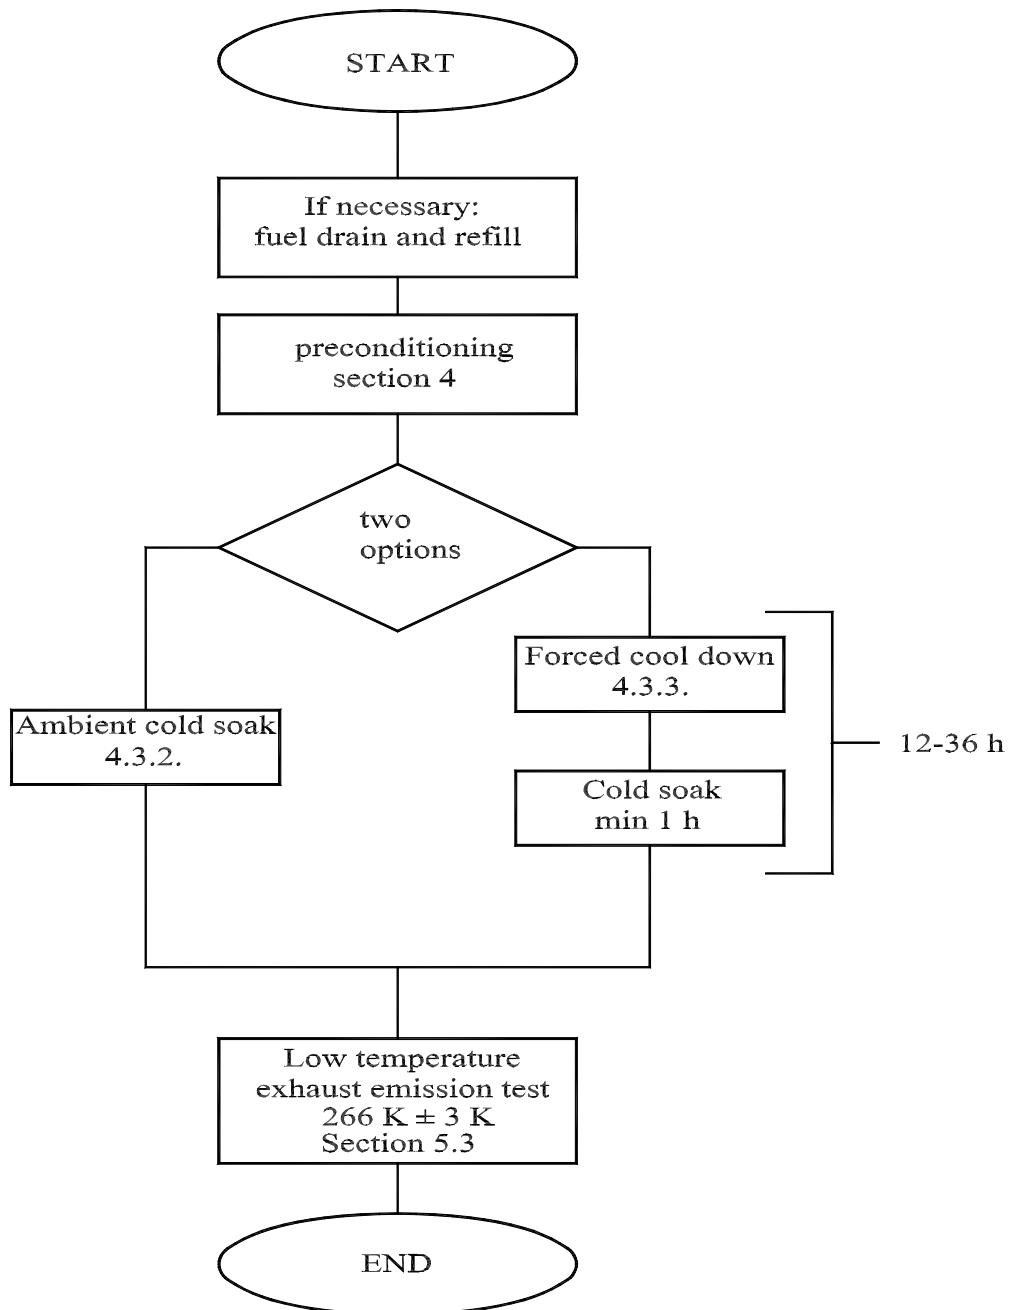 START
If necessary:
fuel drain and refill
preconditioning
section 4
two
options
Forced cool down
4.3.3.
Ambient cold soak
4.3.2.
12-36 h
Cold soak
min 1 h
Low temperature
exhaust emission test
266 K ± 3 K
Section 5.3
END